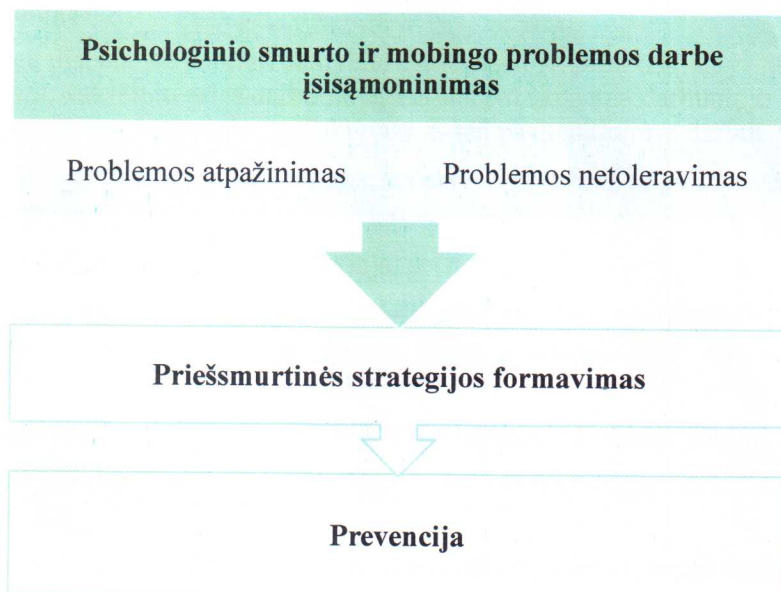 Psichologinio smurto ir mobingo problemos darbe
įsisąmoninimas
Problemos atpažinimas
Problemos netoleravimas
Priešsmurtinės strategijos formavimas
Prevencija